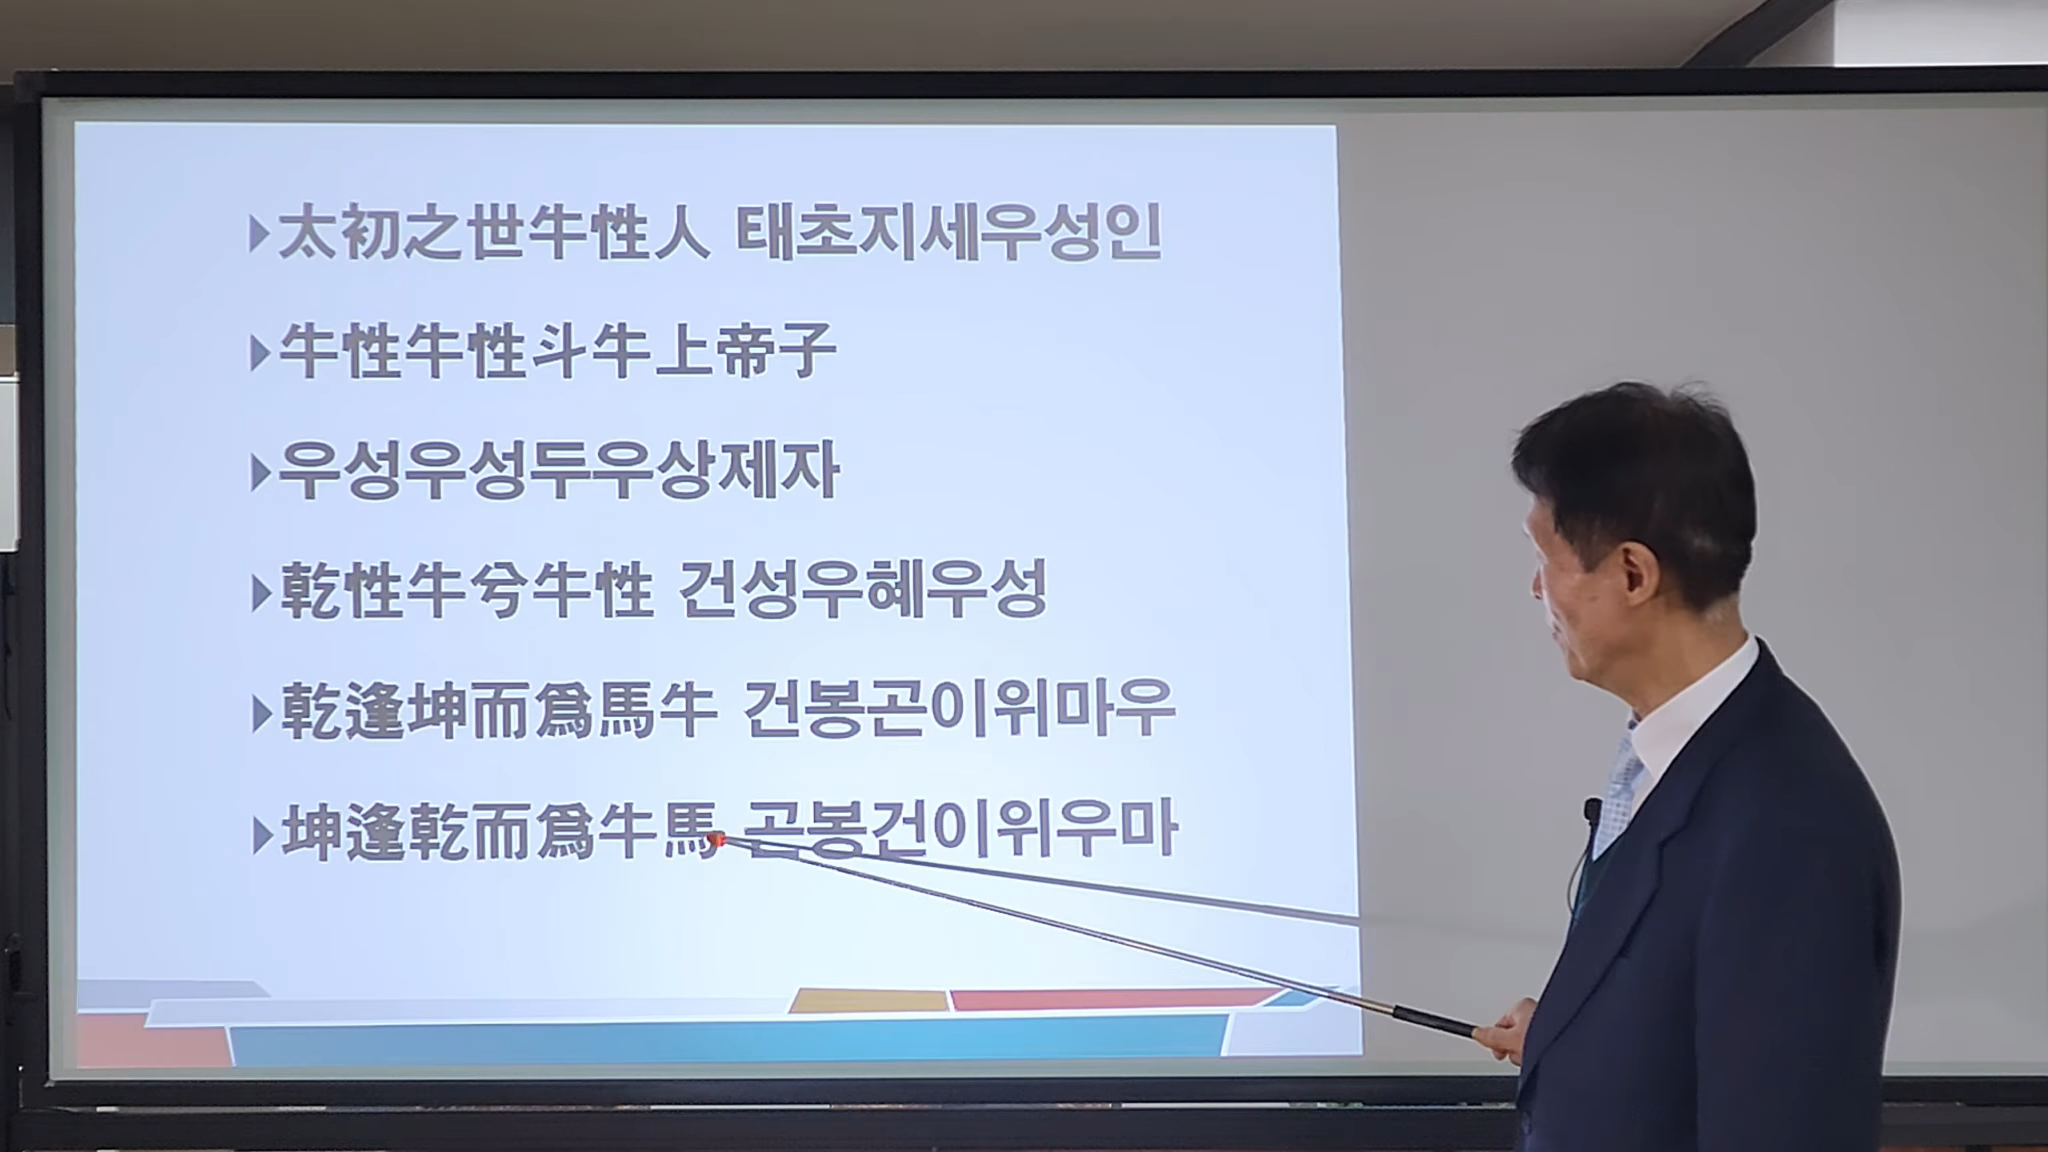 太初之世牛性人 태초지세우성인
牛性牛性斗牛上帝子
우성우성두우상제자
乾性牛兮牛性 건성우혜우성
乾逢坤而爲馬牛 건봉곤이위마우
坤逢乾而爲牛馬 곤봉건이위우마